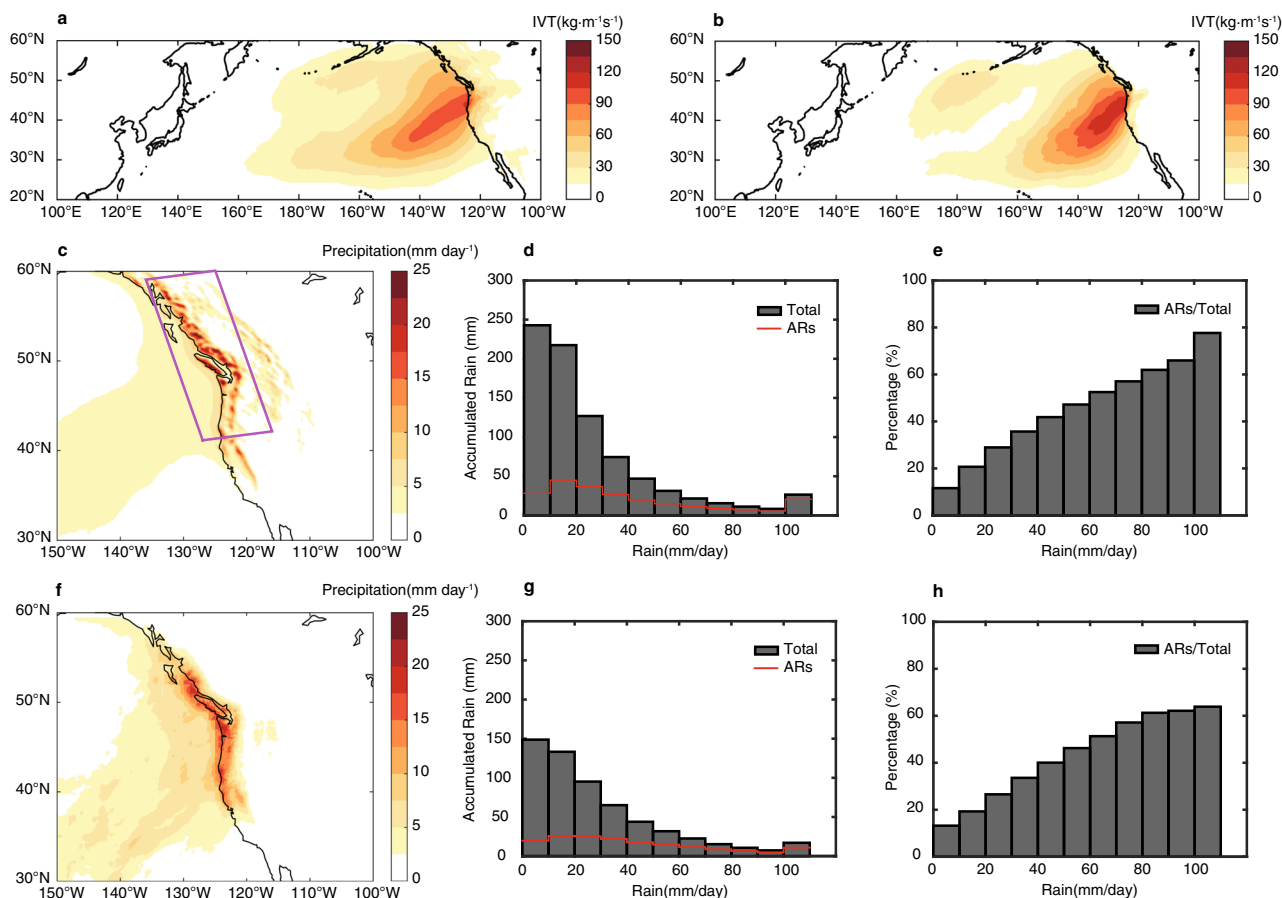 a
IVT(kg·m⁻¹s⁻¹)
60°N
50°N
40°N
30°N
20°N
100°E 120°E 140°E 160°E 180°E 160°W 140°W 120°W 100°W
150
120
90
60
30
0
b
IVT(kg·m⁻¹s⁻¹)
60°N
50°N
40°N
30°N
20°N
100°E 120°E 140°E 160°E 180°E 160°W 140°W 120°W 100°W
150
120
90
60
30
0
c
Precipitation(mm day⁻¹)
60°N
50°N
40°N
30°N
150°W 140°W 130°W 120°W 110°W 100°W
25
20
15
10
5
0
d
Accumulated Rain (mm)
300
250
200
150
100
50
0
Total
ARs
0 20 40 60 80 100
Rain(mm/day)
e
Percentage (%)
100
80
60
40
20
0
ARs/Total
0 20 40 60 80 100
Rain(mm/day)
f
Precipitation(mm day⁻¹)
60°N
50°N
40°N
30°N
150°W 140°W 130°W 120°W 110°W 100°W
25
20
15
10
5
0
g
Accumulated Rain (mm)
300
250
200
150
100
50
0
Total
ARs
0 20 40 60 80 100
Rain(mm/day)
h
Percentage (%)
100
80
60
40
20
0
ARs/Total
0 20 40 60 80 100
Rain(mm/day)